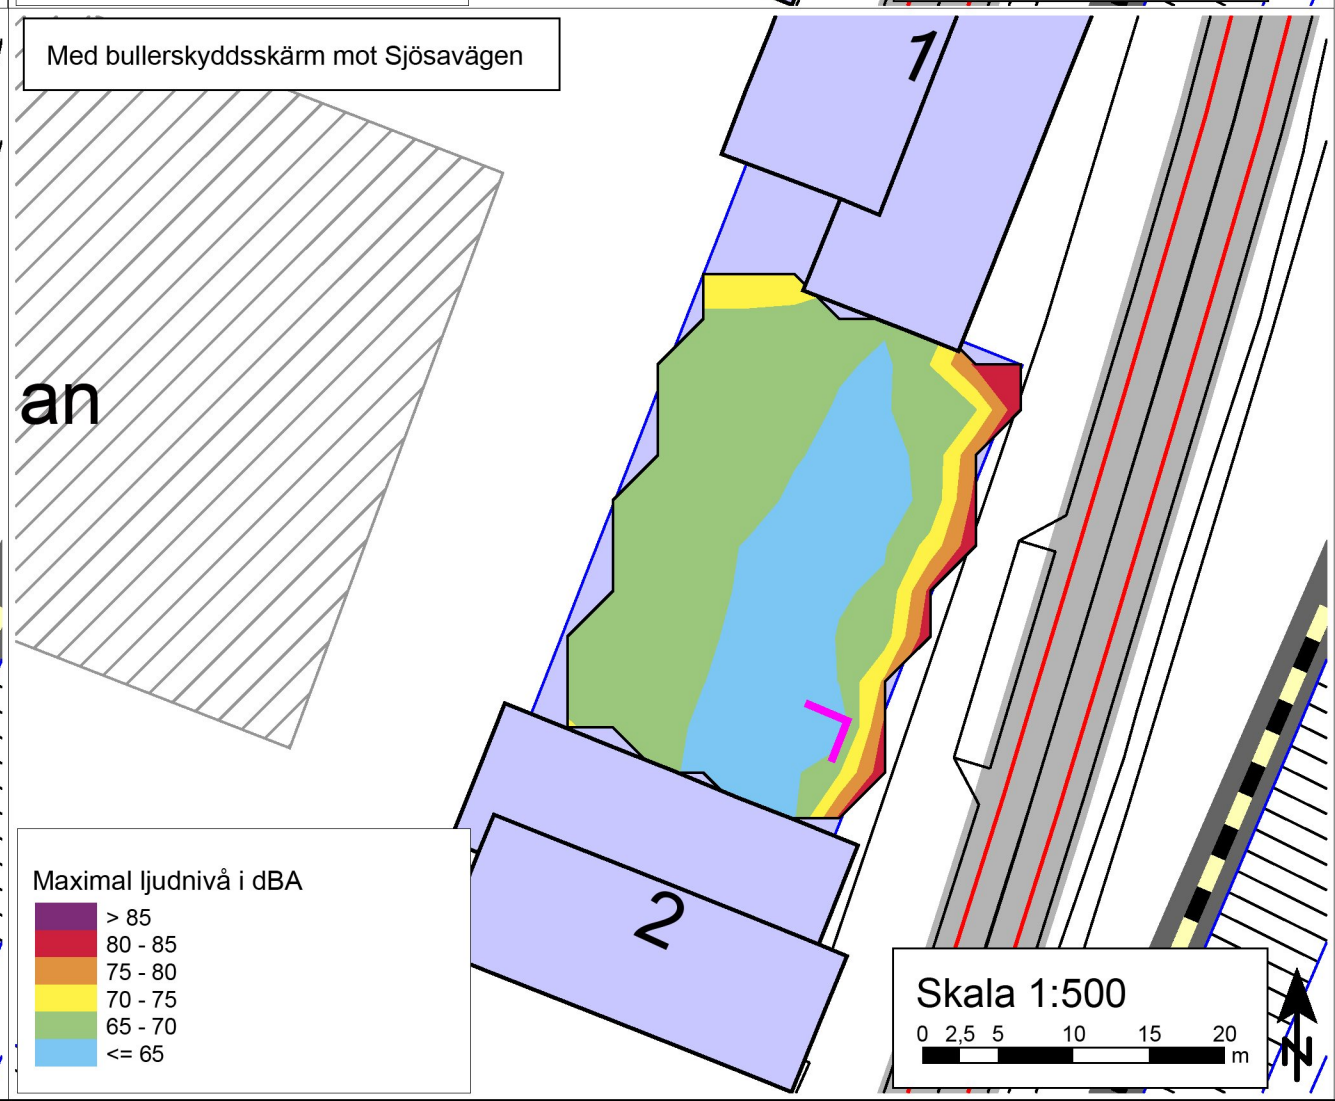 Med bullerskyddsskärm mot Sjösavägen
1
an
2
Maximal ljudnivå i dBA
> 85
80 - 85
75 - 80
70 - 75
65 - 70
<= 65
Skala 1:500
0 2,5 5 10 15 20
m
N